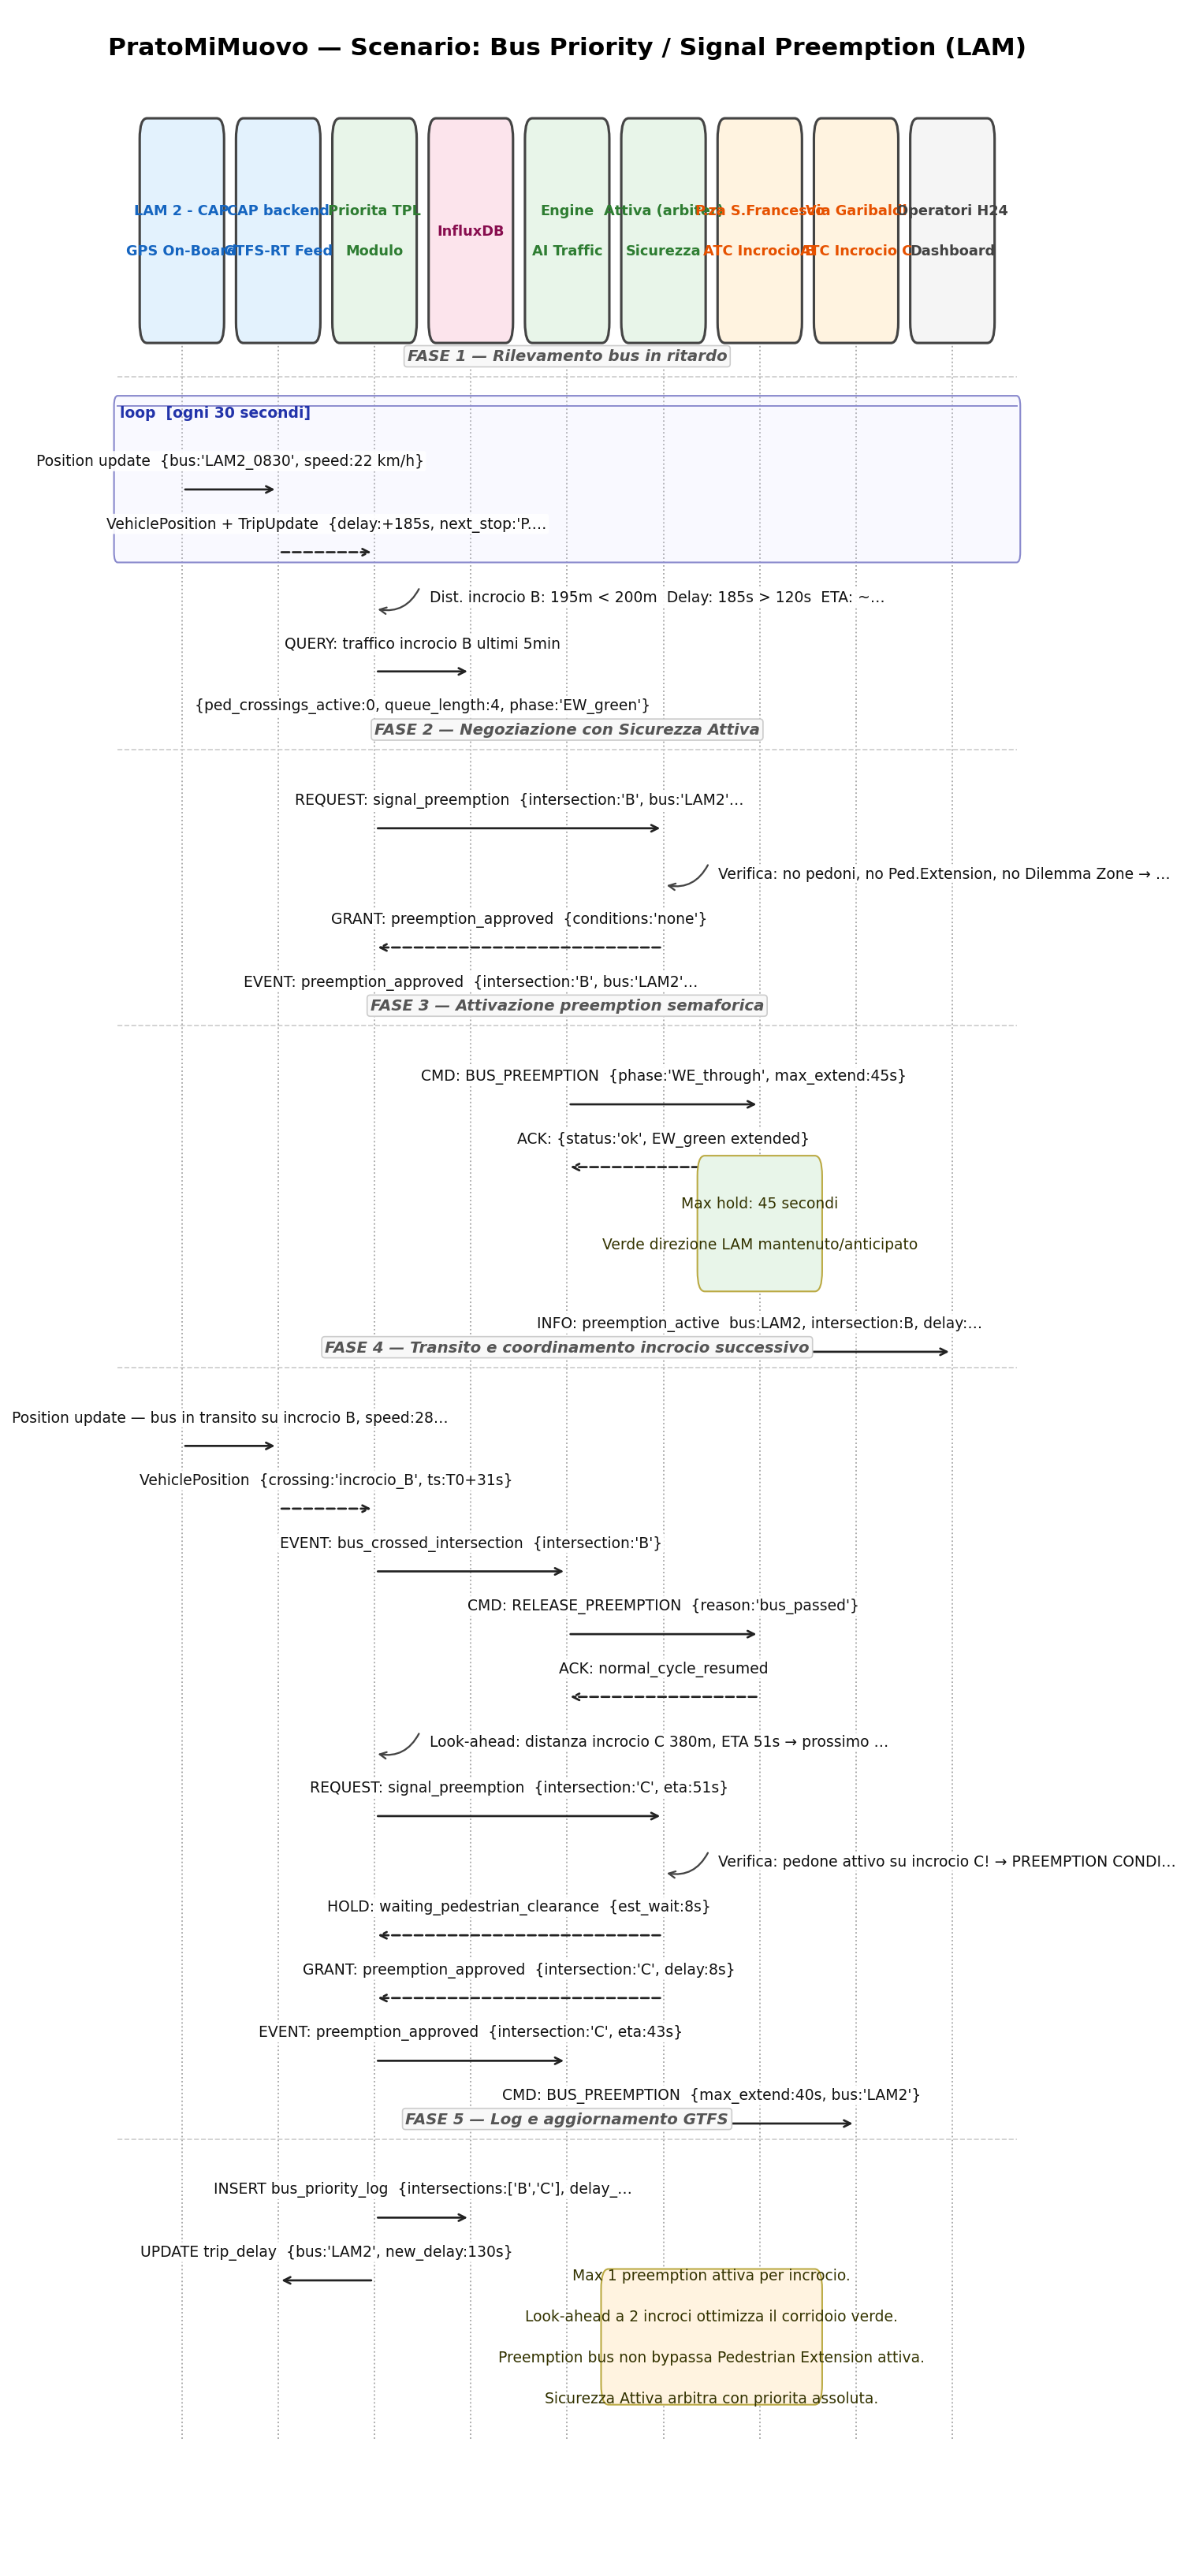 PratoMiMuovo — Scenario: Bus Priority / Signal Preemption (LAM)
LAM 2 - CAP
GPS On-Board
CAP backend
GTFS-RT Feed
Priorita TPL
Modulo
InfluxDB
Engine
AI Traffic
Attiva (arbiter)
Sicurezza
P.za S.Francesco
ATC Incrocio B
Via Garibaldi
ATC Incrocio C
Operatori H24
Dashboard
FASE 1 — Rilevamento bus in ritardo
loop [ogni 30 secondi]
Position update {bus:'LAM2_0830', speed:22 km/h}
VehiclePosition + TripUpdate {delay:+185s, next_stop:'P.…
Dist. incrocio B: 195m < 200m Delay: 185s > 120s ETA: ~…
QUERY: traffico incrocio B ultimi 5min
{ped_crossings_active:0, queue_length:4, phase:'EW_green'}
FASE 2 — Negoziazione con Sicurezza Attiva
REQUEST: signal_preemption {intersection:'B', bus:'LAM2'…
Verifica: no pedoni, no Ped.Extension, no Dilemma Zone → …
GRANT: preemption_approved {conditions:'none'}
EVENT: preemption_approved {intersection:'B', bus:'LAM2'…
FASE 3 — Attivazione preemption semaforica
CMD: BUS_PREEMPTION {phase:'WE_through', max_extend:45s}
ACK: {status:'ok', EW_green extended}
Max hold: 45 secondi
Verde direzione LAM mantenuto/anticipato
INFO: preemption_active bus:LAM2, intersection:B, delay:…
FASE 4 — Transito e coordinamento incrocio successivo
Position update — bus in transito su incrocio B, speed:28…
VehiclePosition {crossing:'incrocio_B', ts:T0+31s}
EVENT: bus_crossed_intersection {intersection:'B'}
CMD: RELEASE_PREEMPTION {reason:'bus_passed'}
ACK: normal_cycle_resumed
Look-ahead: distanza incrocio C 380m, ETA 51s → prossimo …
REQUEST: signal_preemption {intersection:'C', eta:51s}
Verifica: pedone attivo su incrocio C! → PREEMPTION CONDI…
HOLD: waiting_pedestrian_clearance {est_wait:8s}
GRANT: preemption_approved {intersection:'C', delay:8s}
EVENT: preemption_approved {intersection:'C', eta:43s}
CMD: BUS_PREEMPTION {max_extend:40s, bus:'LAM2'}
FASE 5 — Log e aggiornamento GTFS
INSERT bus_priority_log {intersections:['B','C'], delay_…
UPDATE trip_delay {bus:'LAM2', new_delay:130s}
Max 1 preemption attiva per incrocio.
Look-ahead a 2 incroci ottimizza il corridoio verde.
Preemption bus non bypassa Pedestrian Extension attiva.
Sicurezza Attiva arbitra con priorita assoluta.